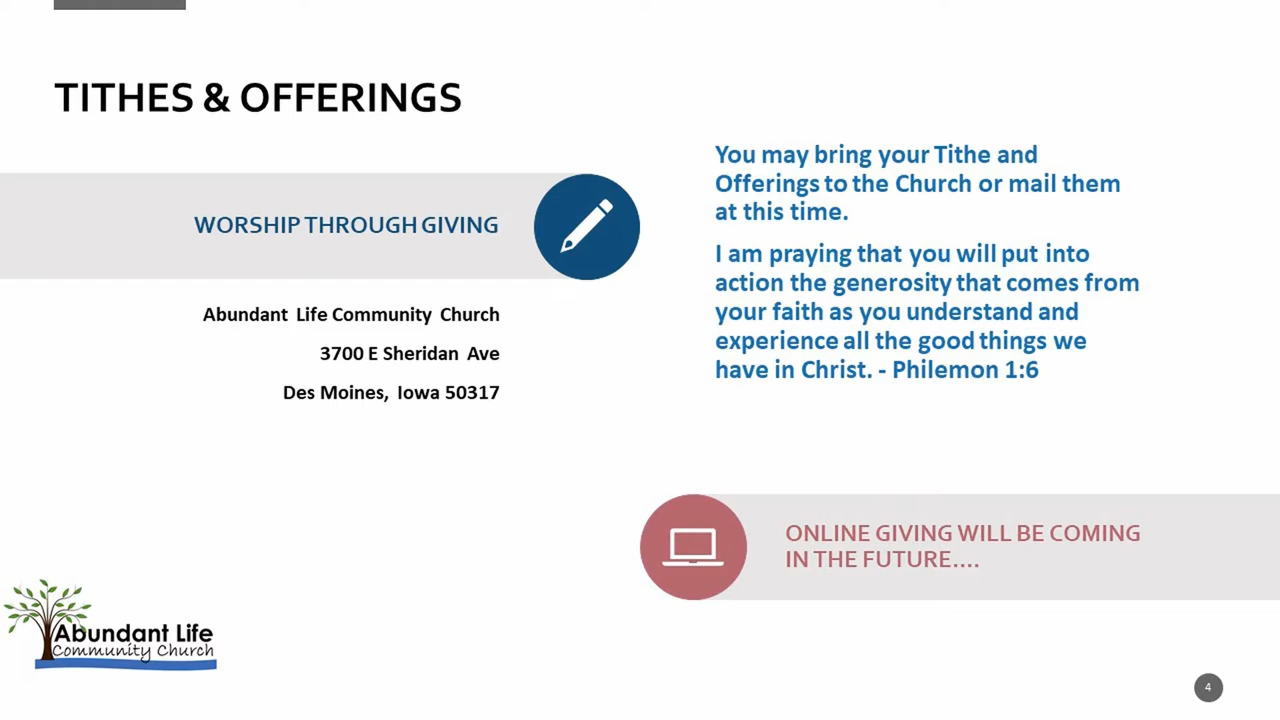 TITHES & OFFERINGS
WORSHIP THROUGH GIVING
Abundant Life Community Church
3700 E Sheridan Ave
Des Moines, Iowa 50317
You may bring your Tithe and
Offerings to the Church or mail them
at this time.
I am praying that you will put into
action the generosity that comes from
your faith as you understand and
experience all the good things we
have in Christ. - Philemon 1:6
ONLINE GIVING WILL BE COMING
IN THE FUTURE....
Abundant Life
Community Church
4